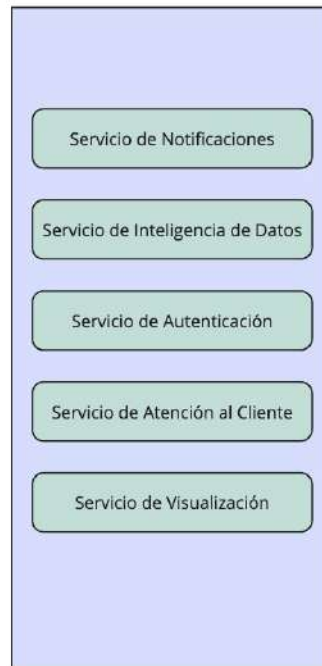 Servicio de Notificaciones
Servicio de Inteligencia de Datos
Servicio de Autenticación
Servicio de Atención al Cliente
Servicio de Visualización